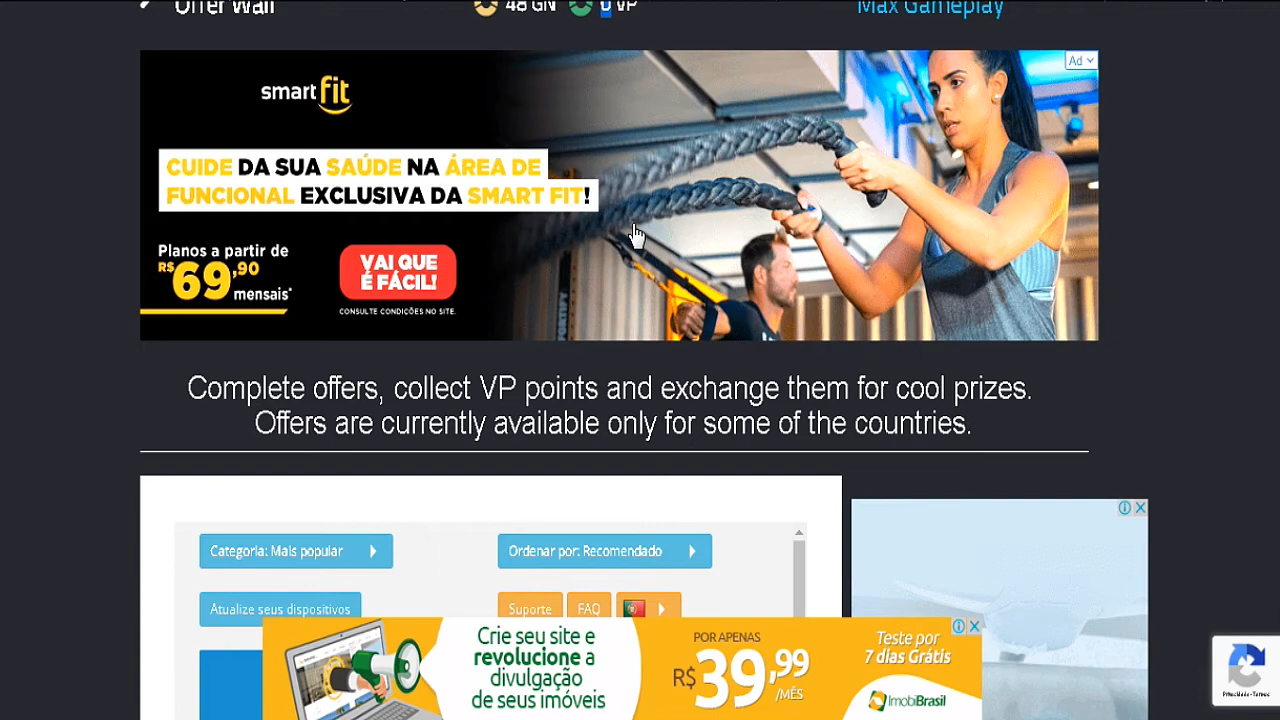 Offer Wall
48 GN
0 VP
Max Gameplay
Ad
smart fit
CUIDE DA SUA SAÚDE NA ÁREA DE
FUNCIONAL EXCLUSIVA DA SMART FIT!
Planos a partir de
R$69,90
mensais*
VAI QUE
É FÁCIL!
CONSULTE CONDIÇÕES NO SITE.
Complete offers, collect VP points and exchange them for cool prizes.
Offers are currently available only for some of the countries.
Categoria: Mais popular
Ordenar por: Recomendado
Atualize seus dispositivos
Suporte
FAQ
Crie seu site e
revolucione a
divulgação
de seus imóveis
POR APENAS
R$39,99
/MÊS
Teste por
7 dias Grátis
ImobiBrasil
Privacidade - Termos